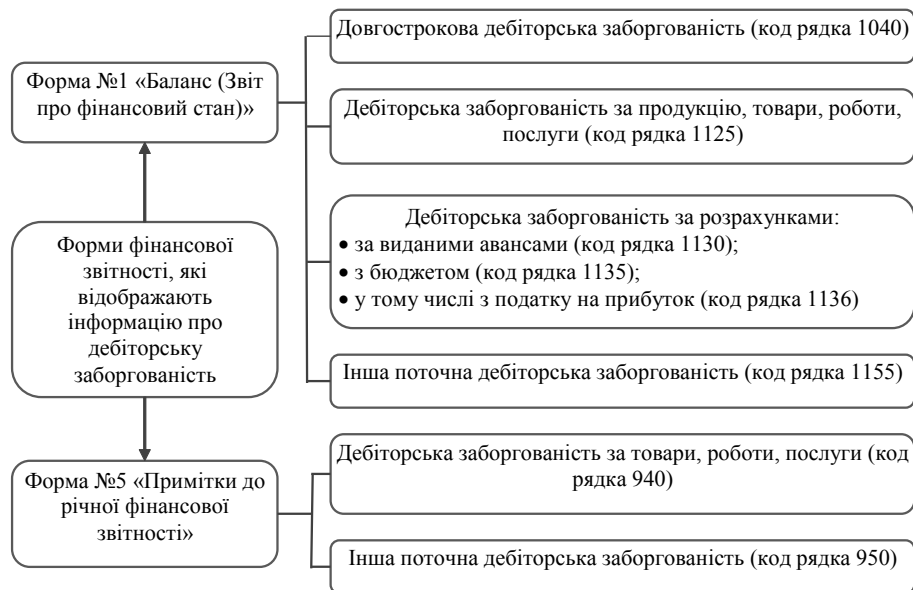 Довгострокова дебіторська заборгованість (код рядка 1040)
Форма №1 «Баланс (Звіт
про фінансовий стан)»
Дебіторська заборгованість за продукцію, товари, роботи,
послуги (код рядка 1125)
Дебіторська заборгованість за розрахунками:
• за виданими авансами (код рядка 1130);
• з бюджетом (код рядка 1135);
• у тому числі з податку на прибуток (код рядка 1136)
Форми фінансової
звітності, які
відображають
інформацію про
дебіторську
заборгованість
Інша поточна дебіторська заборгованість (код рядка 1155)
Форма №5 «Примітки до
річної фінансової
звітності»
Дебіторська заборгованість за товари, роботи, послуги (код
рядка 940)
Інша поточна дебіторська заборгованість (код рядка 950)